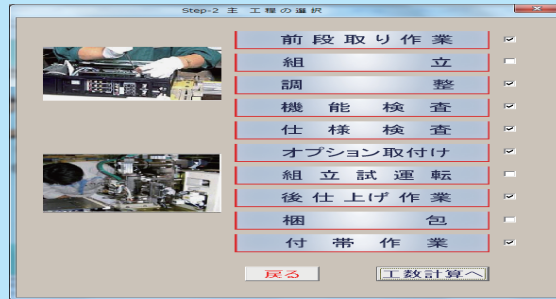 Step-2 主 工程の選択
前段取り作業
組立
調整
機能検査
仕様検査
オプション取付け
組立試運転
後仕上げ作業
梱包
付帯作業
戻る
工数計算へ